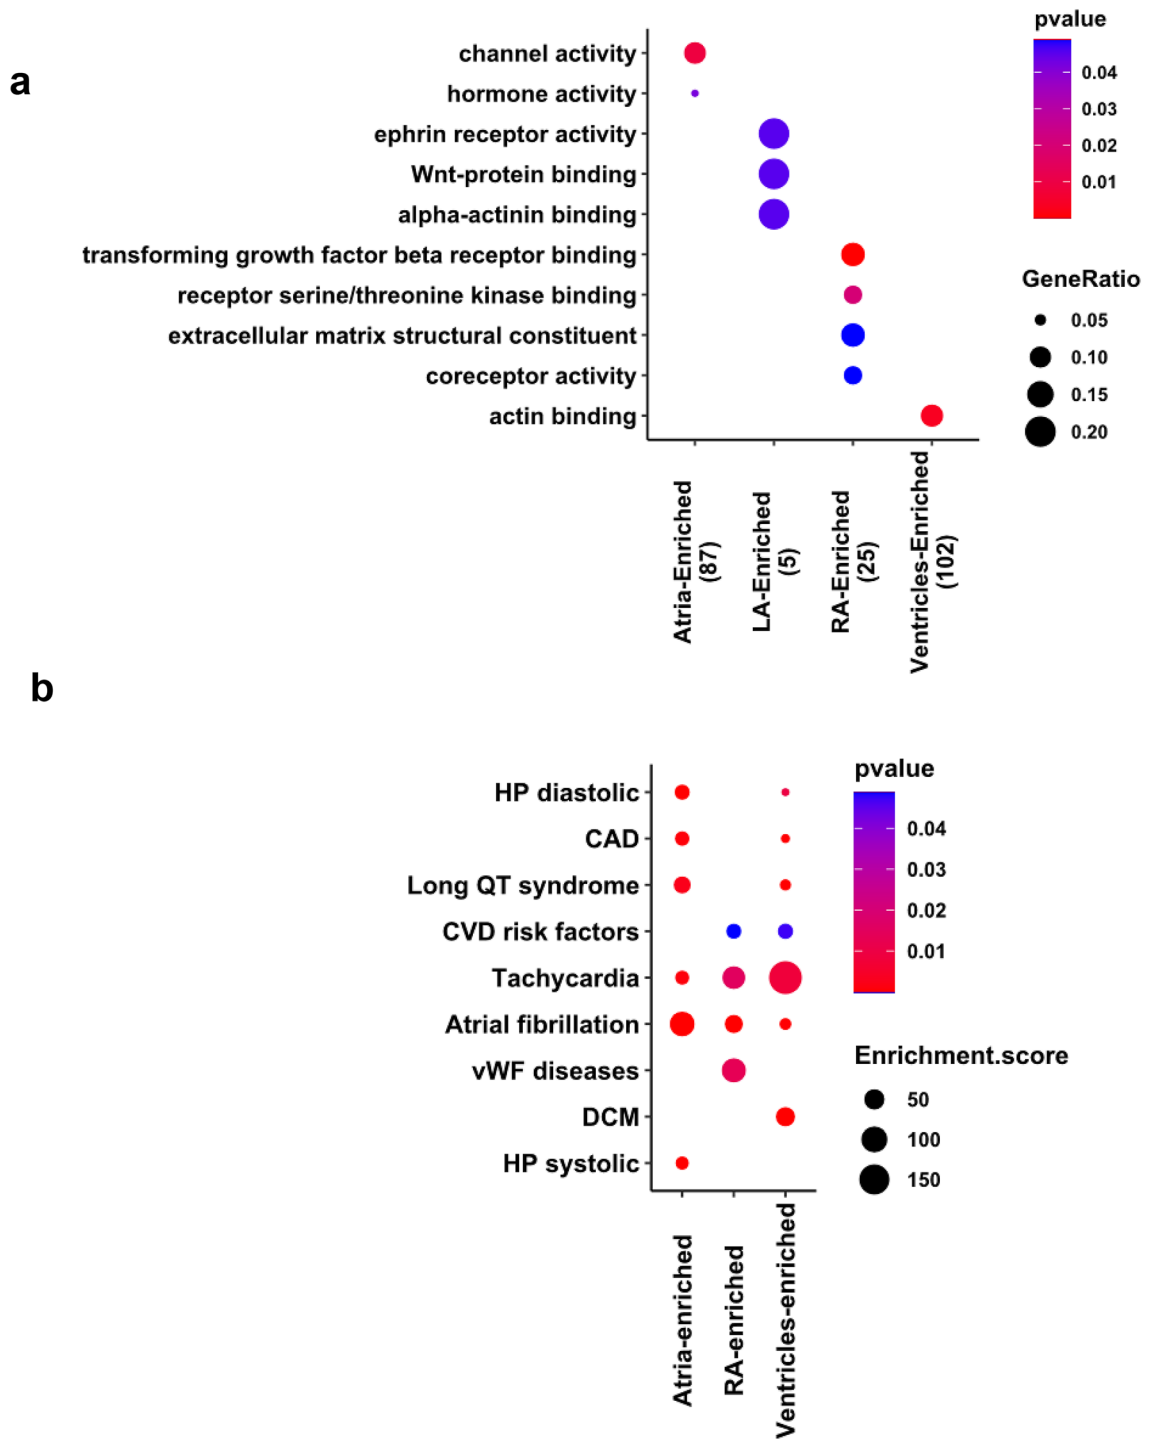 a
channel activity
hormone activity
ephrin receptor activity
Wnt-protein binding
alpha-actinin binding
transforming growth factor beta receptor binding
receptor serine/threonine kinase binding
extracellular matrix structural constituent
coreceptor activity
actin binding
Atria-Enriched
(87)
LA-Enriched
(5)
RA-Enriched
(25)
Ventricles-Enriched
(102)
pvalue
0.04
0.03
0.02
0.01
GeneRatio
0.05
0.10
0.15
0.20
b
HP diastolic
CAD
Long QT syndrome
CVD risk factors
Tachycardia
Atrial fibrillation
vWF diseases
DCM
HP systolic
Atria-enriched
RA-enriched
Ventricles-enriched
pvalue
0.04
0.03
0.02
0.01
Enrichment.score
50
100
150